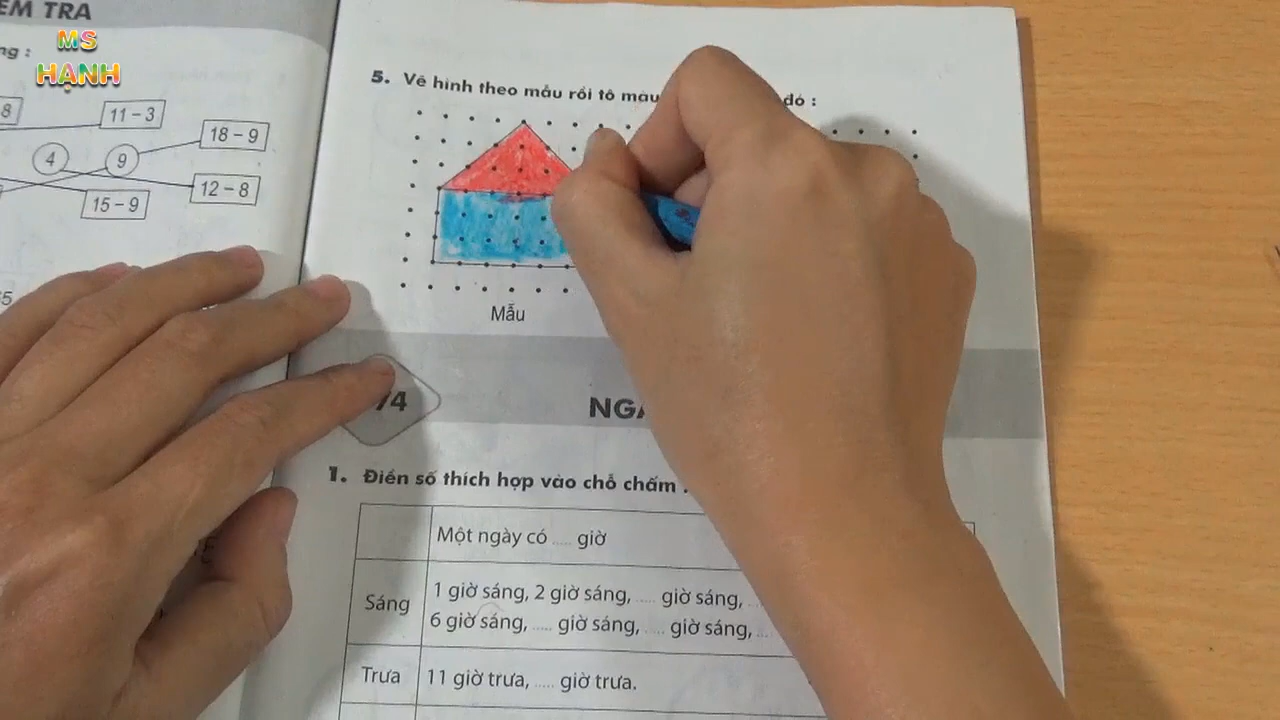 ỂM TRA
MS
HẠNH
ng :
8
11 – 3
18 – 9
4
9
12 – 8
15 – 9
5. Vẽ hình theo mẫu rồi tô màu đó :
Mẫu
74
1. Điền số thích hợp vào chỗ chấm :
Một ngày có ..... giờ
Sáng
1 giờ sáng, 2 giờ sáng, ..... giờ sáng, ...
6 giờ sáng, ..... giờ sáng, ..... giờ sáng, ...
Trưa
11 giờ trưa, ..... giờ trưa.